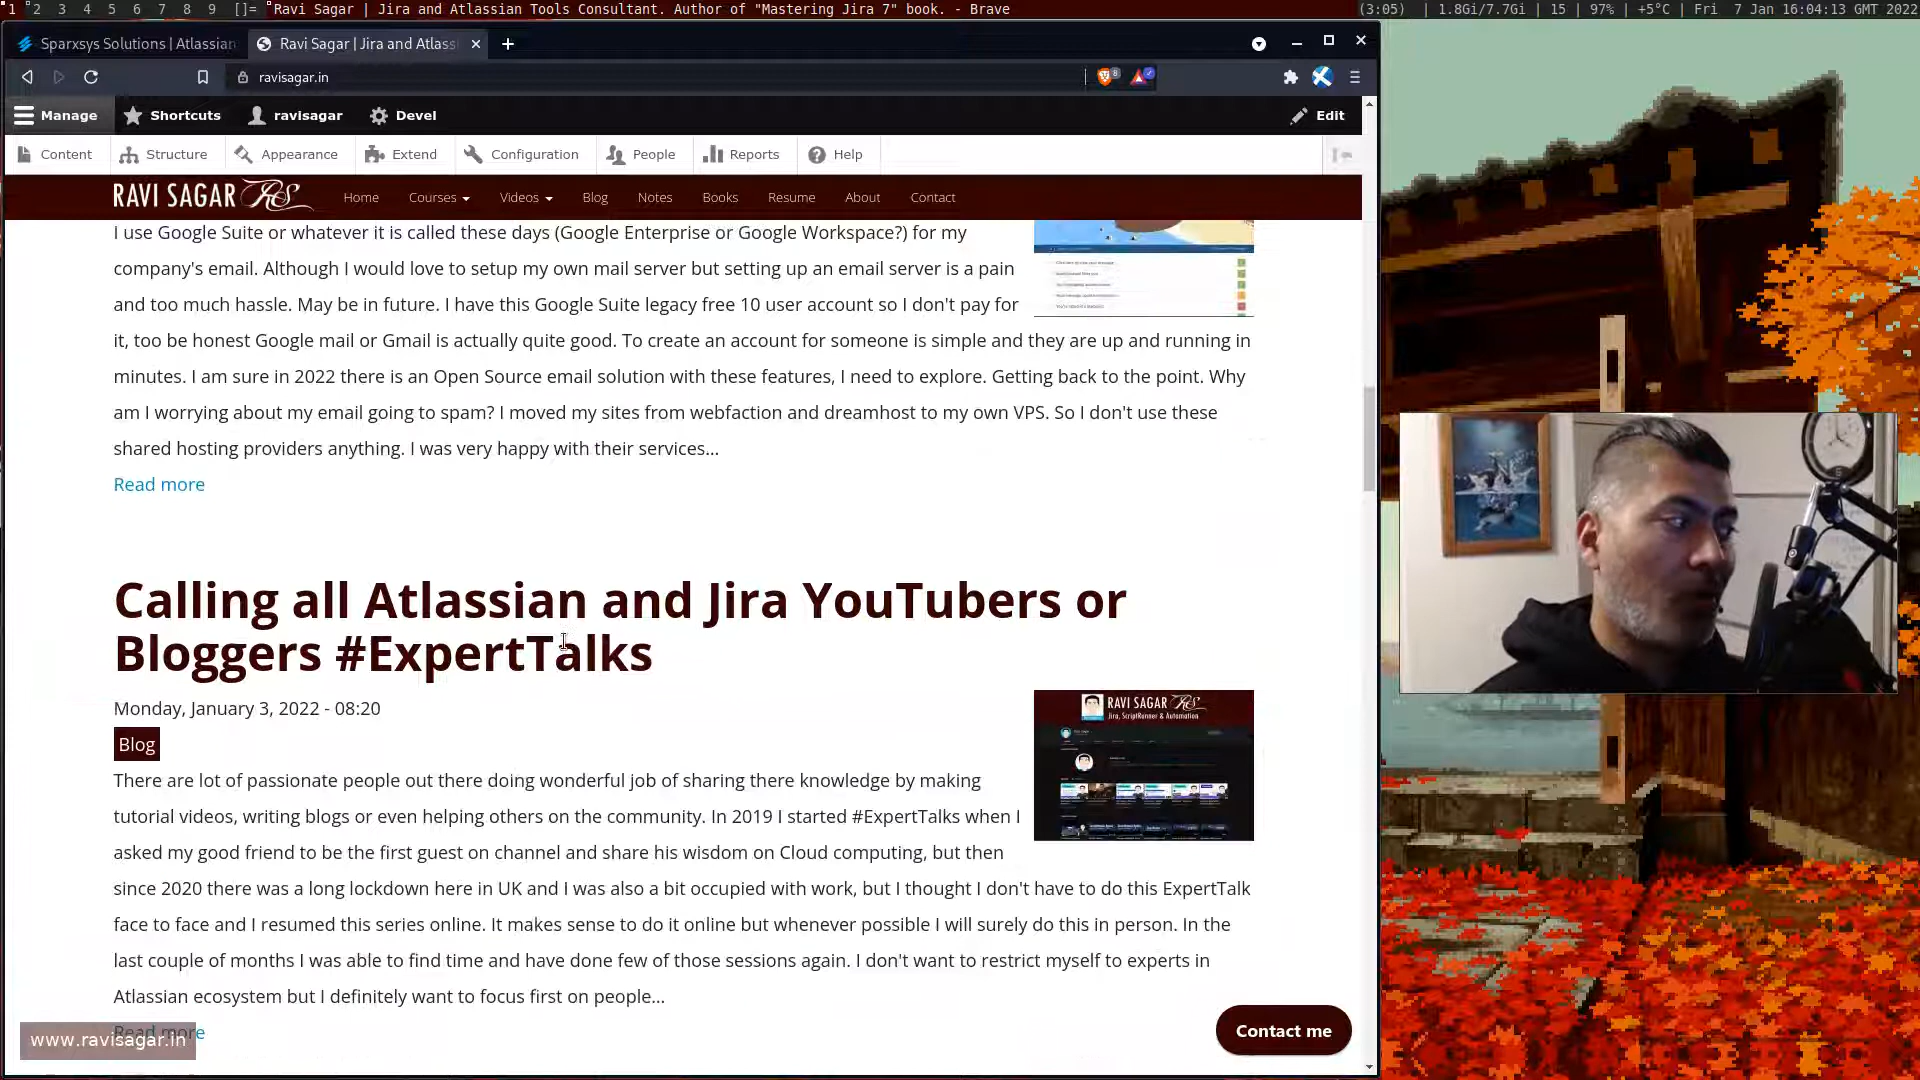 1 2 3 4 5 6 7 8 9 []= Ravi Sagar | Jira and Atlassian Tools Consultant. Author of "Mastering Jira 7" book. - Brave (3:05) | 1.8Gi/7.7Gi | 15 | 97% | +5°C | Fri 7 Jan 16:04:13 GMT 2022
Sparxsys Solutions | Atlassian Ravi Sagar | Jira and Atlass
ravisagar.in 8
Manage Shortcuts ravisagar Devel Edit
Content Structure Appearance Extend Configuration People Reports Help
RAVI SAGAR RS Home Courses Videos Blog Notes Books Resume About Contact
I use Google Suite or whatever it is called these days (Google Enterprise or Google Workspace?) for my
company's email. Although I would love to setup my own mail server but setting up an email server is a pain
and too much hassle. May be in future. I have this Google Suite legacy free 10 user account so I don't pay for
it, too be honest Google mail or Gmail is actually quite good. To create an account for someone is simple and they are up and running in
minutes. I am sure in 2022 there is an Open Source email solution with these features, I need to explore. Getting back to the point. Why
am I worrying about my email going to spam? I moved my sites from webfaction and dreamhost to my own VPS. So I don't use these
shared hosting providers anything. I was very happy with their services...
Read more
Calling all Atlassian and Jira YouTubers or
Bloggers #ExpertTalks
Monday, January 3, 2022 - 08:20
Blog
RAVI SAGAR RS
Jira, ScriptRunner & Automation
There are lot of passionate people out there doing wonderful job of sharing there knowledge by making
tutorial videos, writing blogs or even helping others on the community. In 2019 I started #ExpertTalks when I
asked my good friend to be the first guest on channel and share his wisdom on Cloud computing, but then
since 2020 there was a long lockdown here in UK and I was also a bit occupied with work, but I thought I don't have to do this ExpertTalk
face to face and I resumed this series online. It makes sense to do it online but whenever possible I will surely do this in person. In the
last couple of months I was able to find time and have done few of those sessions again. I don't want to restrict myself to experts in
Atlassian ecosystem but I definitely want to focus first on people...
Read more
www.ravisagar.in
Contact me